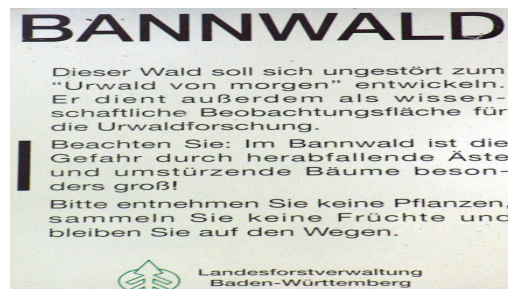 BANNWALD
Dieser Wald soll sich ungestört zum
"Urwald von morgen" entwickeln.
Er dient außerdem als wissen-
schaftliche Beobachtungsfläche für
die Urwaldforschung.
Beachten Sie: Im Bannwald ist die
Gefahr durch herabfallende Äste
und umstürzende Bäume beson-
ders groß!
Bitte entnehmen Sie keine Pflanzen,
sammeln Sie keine Früchte und
bleiben Sie auf den Wegen.
Landesforstverwaltung
Baden-Württemberg